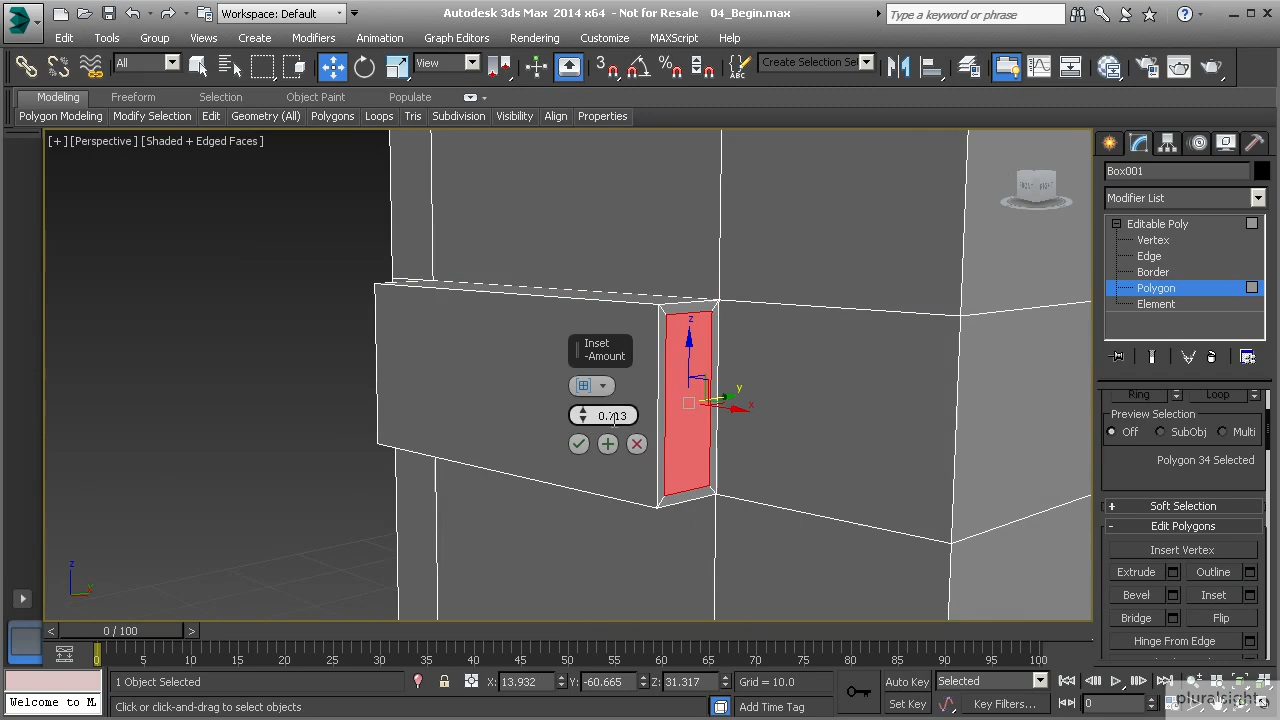 Workspace: Default
Autodesk 3ds Max 2014 x64 - Not for Resale 04_Begin.max
Type a keyword or phrase
Edit Tools Group Views Create Modifiers Animation Graph Editors Rendering Customize MAXScript Help
All View Create Selection Se
Modeling Freeform Selection Object Paint Populate
Polygon Modeling Modify Selection Edit Geometry (All) Polygons Loops Tris Subdivision Visibility Align Properties
[+] [Perspective] [Shaded + Edged Faces]
Box001
Modifier List
Editable Poly
Vertex
Edge
Border
Polygon
Element
Inset
-Amount
z
y
x
Ring Loop
Preview Selection
Off SubObj Multi
Polygon 34 Selected
Soft Selection
Edit Polygons
Insert Vertex
Extrude Outline
Bevel Inset
Bridge Flip
Hinge From Edge
z
0 / 100
0 5 10 15 20 25 30 35 40 45 50 55 60 65 70 75 80 85 90 95 100
1 Object Selected X: 13.932 Y: -60.665 Z: 31.317 Grid = 10.0 Auto Key Selected
Welcome to M Click or click-and-drag to select objects Add Time Tag Set Key Key Filters... 0
pluralsight